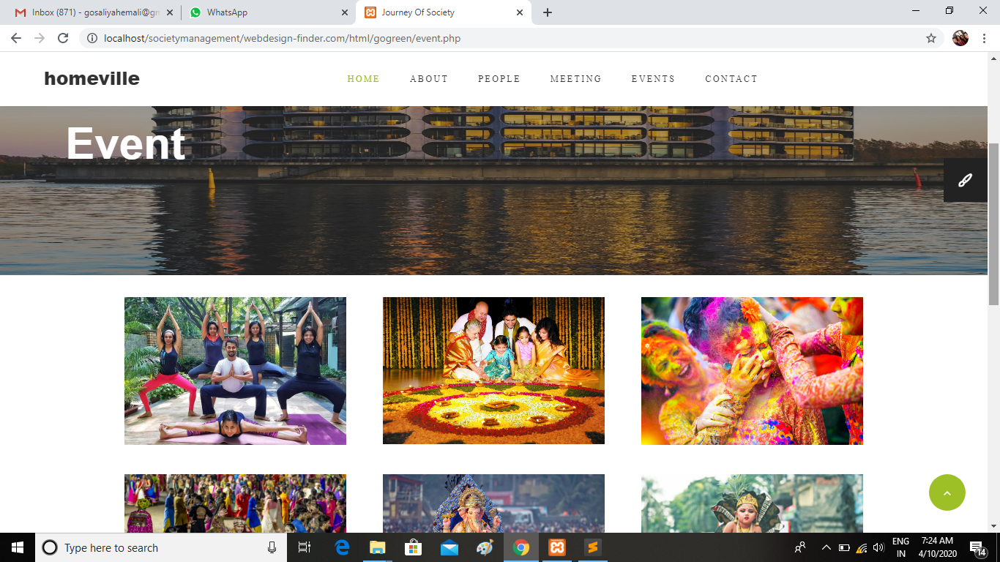 Inbox (871) - gosaliyahemali@gm
WhatsApp
Journey Of Society
localhost/societymanagement/webdesign-finder.com/html/gogreen/event.php
homeville
HOME
ABOUT
PEOPLE
MEETING
EVENTS
CONTACT
Event
Type here to search
ENG
IN
7:24 AM
4/10/2020
14